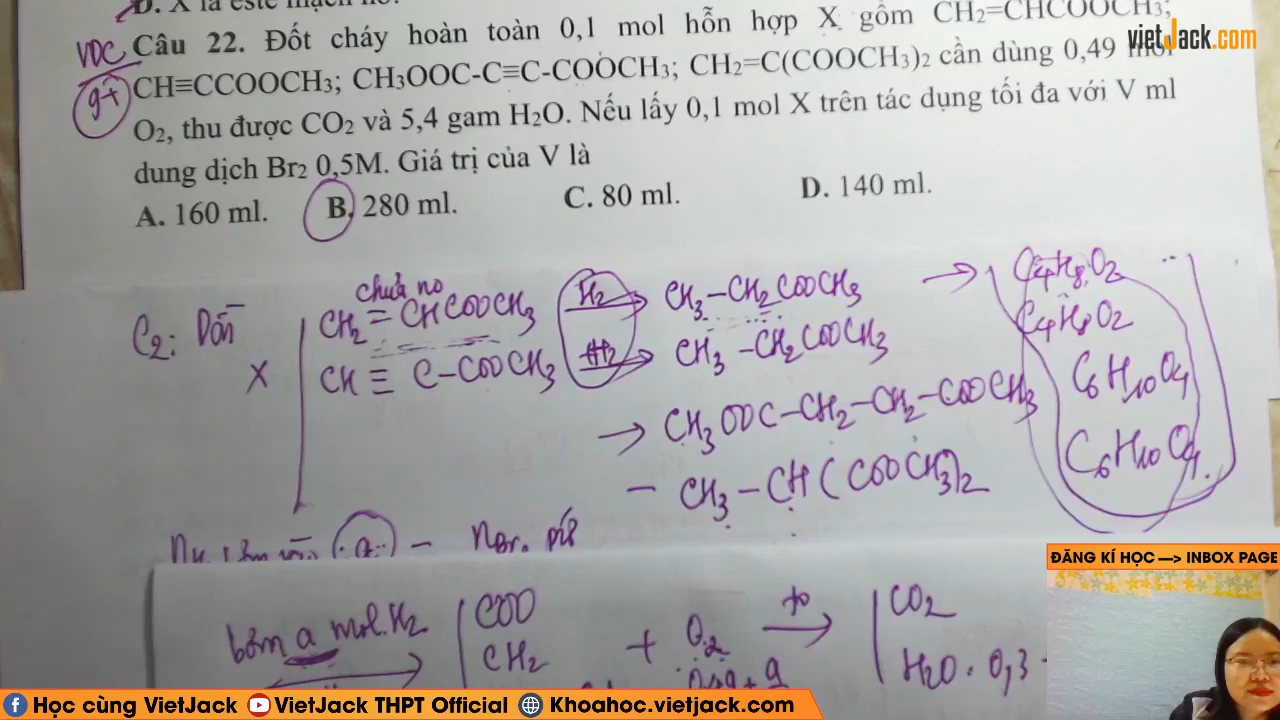 D. X là este mạch hở.
VDC Câu 22. Đốt cháy hoàn toàn 0,1 mol hỗn hợp X gồm CH2=CHCOOCH3;
CH≡CCOOCH3; CH3OOC-C≡C-COOCH3; CH2=C(COOCH3)2 cần dùng 0,49 mol
O2, thu được CO2 và 5,4 gam H2O. Nếu lấy 0,1 mol X trên tác dụng tối đa với V ml
dung dịch Br2 0,5M. Giá trị của V là
A. 160 ml. B. 280 ml. C. 80 ml. D. 140 ml.
vietJack.com
chưa no
C2: Dồn
X
CH2=CHCOOCH3 H2 CH3-CH2COOCH3 → C4H8O2
CH≡C-COOCH3 H2 CH3-CH2COOCH3 C4H8O2
→ CH3OOC-CH2-CH2-COOCH3 C6H10O4
- CH3-CH(COOCH3)2 C6H10O4.
bơm a mol H2 COO + O2 to CO2
CH2 H2O. 0,3
ĐĂNG KÍ HỌC —> INBOX PAGE
Học cùng VietJack VietJack THPT Official Khoahoc.vietjack.com